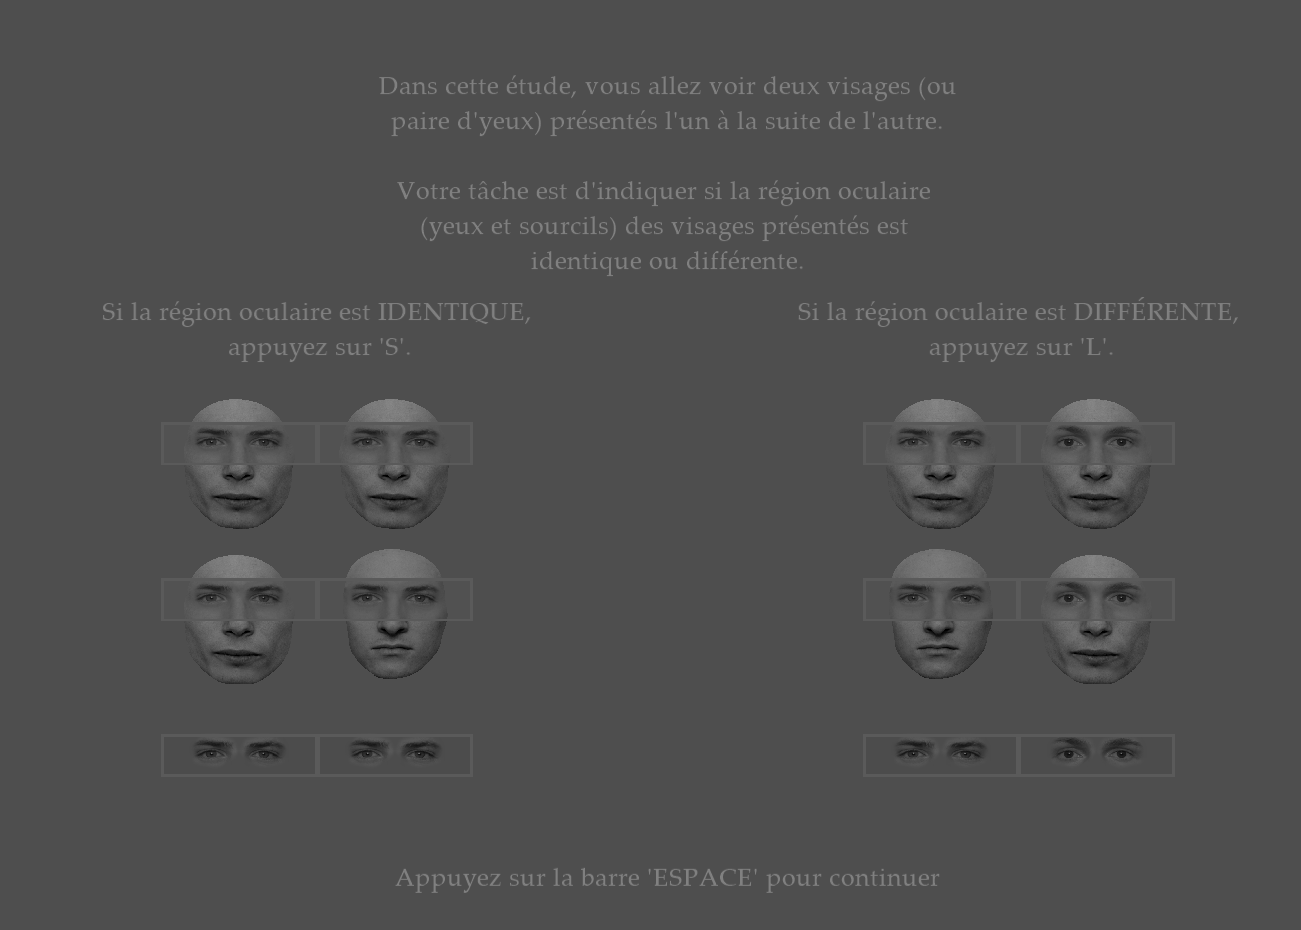 Dans cette étude, vous allez voir deux visages (ou
paire d'yeux) présentés l'un à la suite de l'autre.
Votre tâche est d'indiquer si la région oculaire
(yeux et sourcils) des visages présentés est
identique ou différente.
Si la région oculaire est IDENTIQUE,
appuyez sur 'S'.
Si la région oculaire est DIFFÉRENTE,
appuyez sur 'L'.
Appuyez sur la barre 'ESPACE' pour continuer